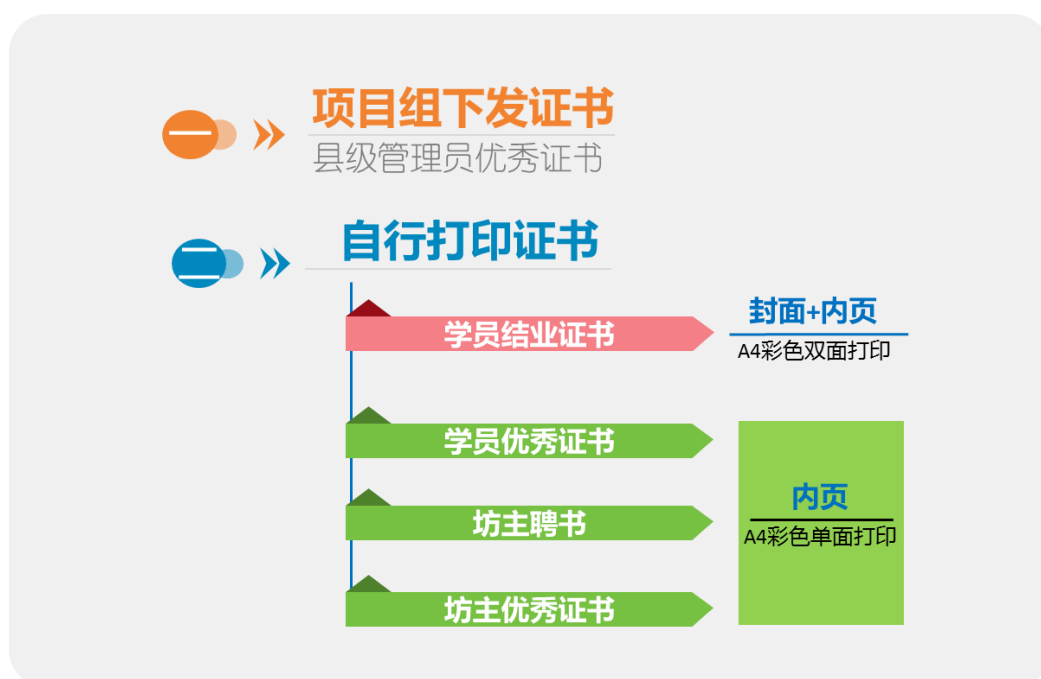 一
项目组下发证书
县级管理员优秀证书
二
自行打印证书
学员结业证书
封面+内页
A4彩色双面打印
学员优秀证书
坊主聘书
内页
A4彩色单面打印
坊主优秀证书